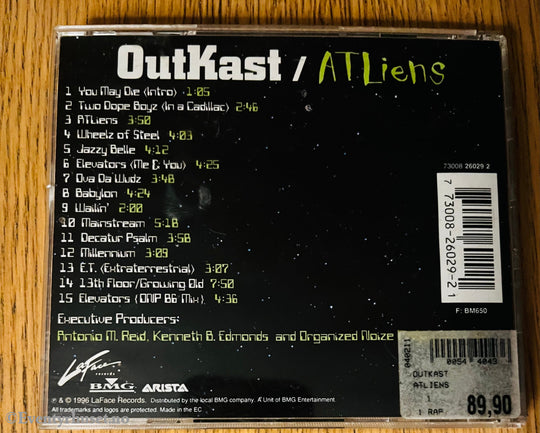 OutKast / ATLiens
1 You May Die (Intro) 1:05
2 Two Dope Boyz (In a Cadillac) 2:46
3 ATLiens 3:50
4 Wheelz of Steel 4:03
5 Jazzy Belle 4:12
6 Elevators (Me & You) 4:25
7 Ova Da Wudz 3:48
8 Babylon 4:24
9 Wailin' 2:00
10 Mainstream 5:18
11 Decatur Psalm 3:58
12 Millennium 3:09
13 E.T. (Extraterrestrial) 3:07
14 13th Floor/Growing Old 7:50
15 Elevators (ONP 86 Mix) 4:36
Executive Producers:
Antonio M. Reid, Kenneth B. Edmonds and Organized Noize
73008 26029 2
7 73008-26029-2 1
F: BM650
LaFace
records
BMG ARISTA
℗ & © 1996 LaFace Records. Distributed by the local BMG company. A Unit of BMG Entertainment.
All trademarks and logos are protected. Made in the EC
040211
0054 4049
OUTKAST
ATLIENS
1
1 RAP
89,90